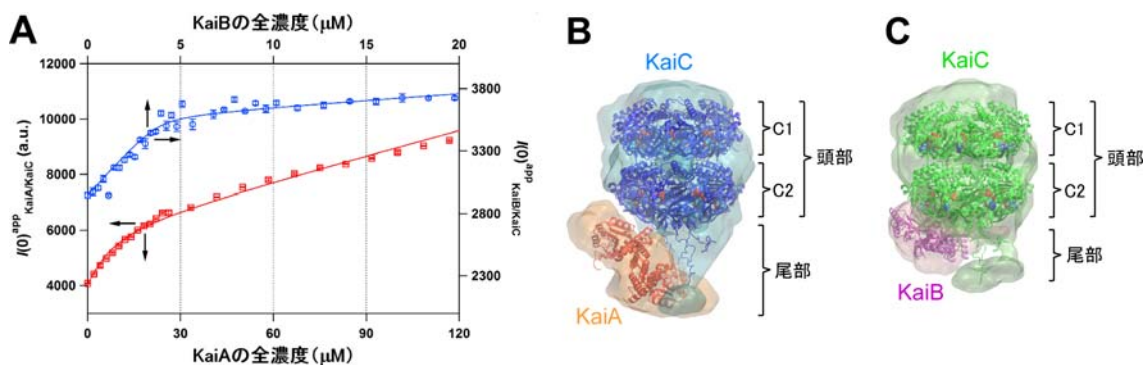 A
KaiBの全濃度(μM)
0 5 10 15 20
12000
10000
8000
6000
4000
I(0)^app KaiA/KaiC (a.u.)
3800
3300
2800
2300
I(0)^app KaiB/KaiC
0 30 60 90 120
KaiAの全濃度(μM)
B
KaiC
C1
C2
頭部
尾部
KaiA
C
KaiC
C1
C2
頭部
尾部
KaiB